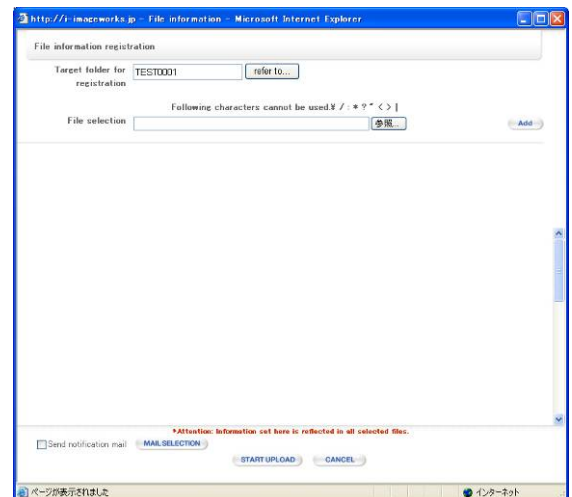 http://i-imageworks.jp - File information - Microsoft Internet Explorer
File information registration
Target folder for registration
TEST0001
refer to...
Following characters cannot be used.¥ / : * ? " < > |
File selection
参照...
Add
*Attention: Information set here is reflected in all selected files.
Send notification mail
MAIL SELECTION
START UPLOAD
CANCEL
ページが表示されました
インターネット